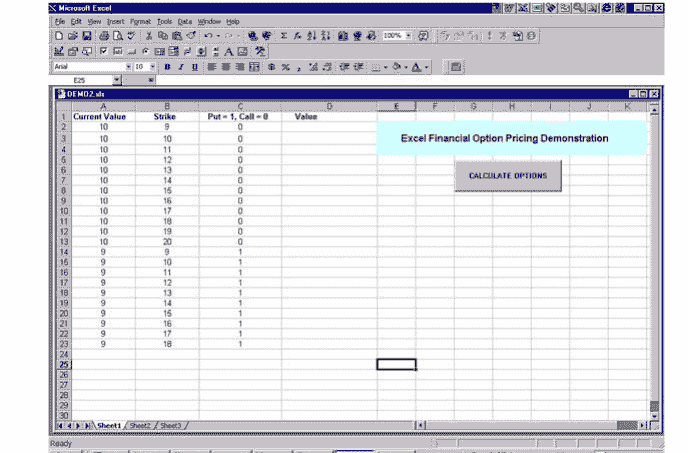 Microsoft Excel
File Edit View Insert Format Tools Data Window Help
100%
Arial 10 B I U $ % ,
E25 =
DEMO2.xls
A B C D E F G H I J K
1 Current Value Strike Put = 1, Call = 0 Value
2 10 9 0
3 10 10 0 Excel Financial Option Pricing Demonstration
4 10 11 0
5 10 12 0
6 10 13 0 CALCULATE OPTIONS
7 10 14 0
8 10 15 0
9 10 16 0
10 10 17 0
11 10 18 0
12 10 19 0
13 10 20 0
14 9 9 1
15 9 10 1
16 9 11 1
17 9 12 1
18 9 13 1
19 9 14 1
20 9 15 1
21 9 16 1
22 9 17 1
23 9 18 1
24
25
26
27
28
29
30
Sheet1 Sheet2 Sheet3
Ready